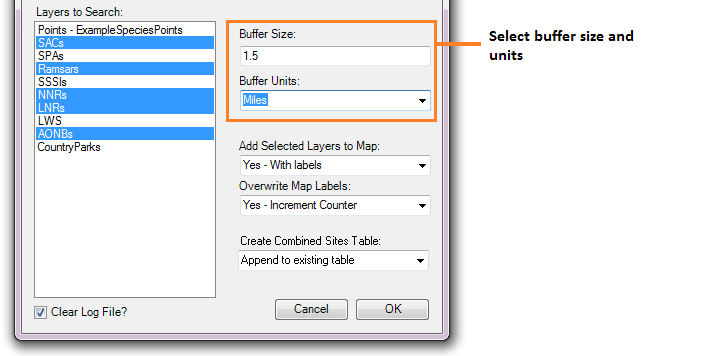 Layers to Search:
Points - ExampleSpeciesPoints
SACs
SPAs
Ramsars
SSSIs
NNRs
LNRs
LWS
AONBs
CountryParks
Buffer Size:
1.5
Buffer Units:
Miles
Select buffer size and
units
Add Selected Layers to Map:
Yes - With labels
Overwrite Map Labels:
Yes - Increment Counter
Create Combined Sites Table:
Append to existing table
Clear Log File?
Cancel
OK